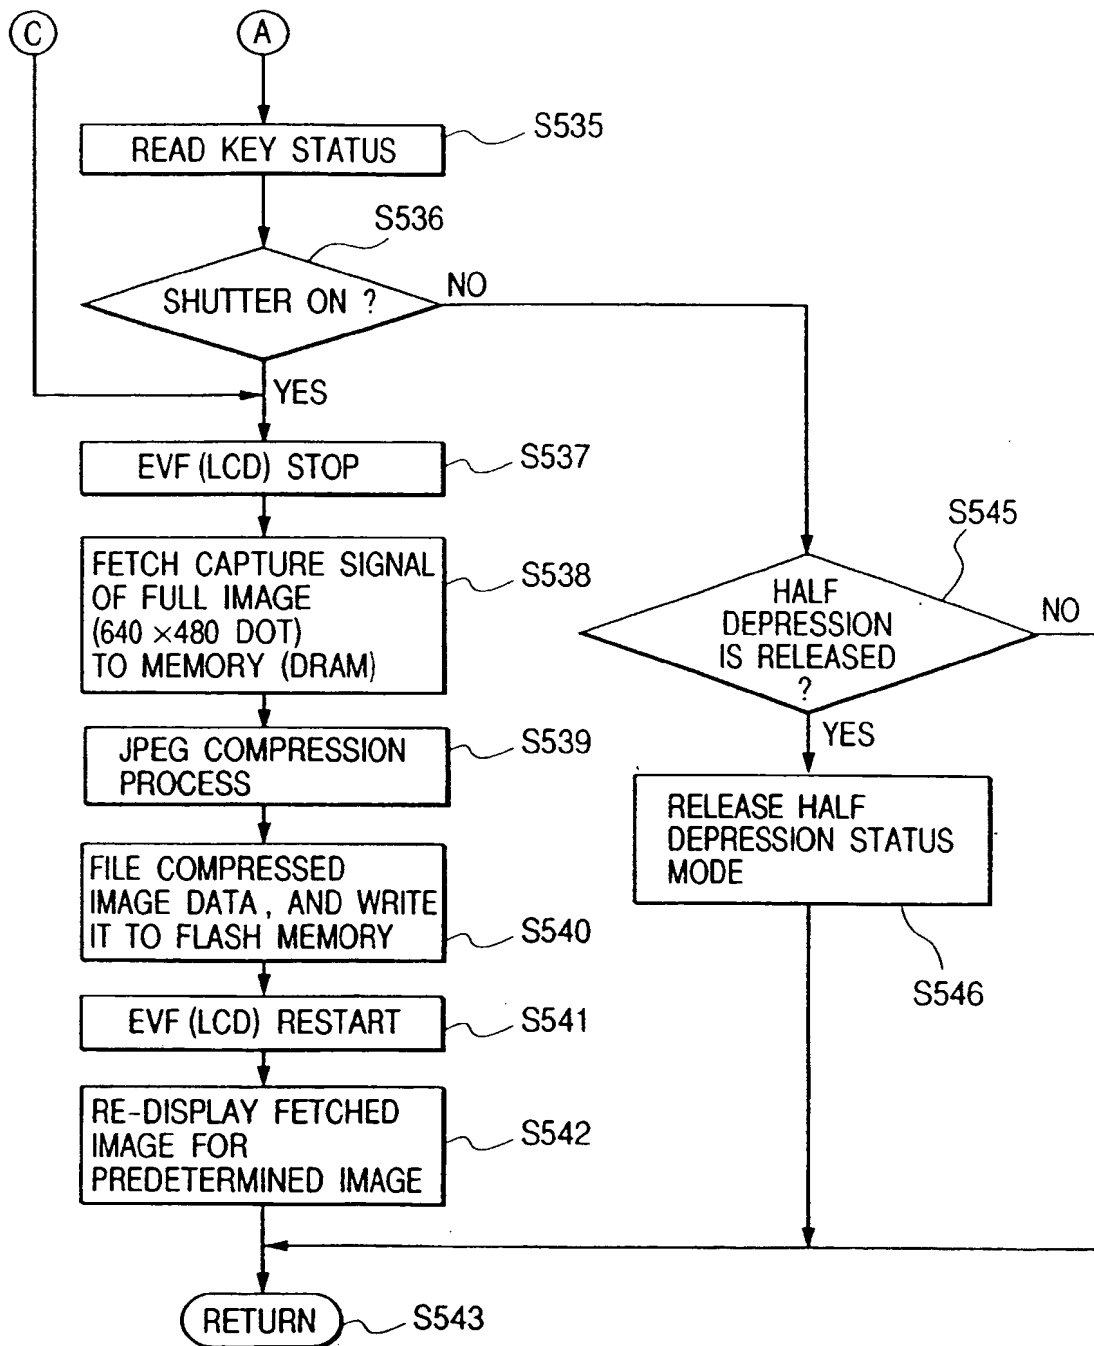 C
A
READ KEY STATUS
S535
S536
SHUTTER ON ?
NO
YES
EVF (LCD) STOP
S537
FETCH CAPTURE SIGNAL
OF FULL IMAGE
(640 ×480 DOT)
TO MEMORY (DRAM)
S538
JPEG COMPRESSION
PROCESS
S539
FILE COMPRESSED
IMAGE DATA, AND WRITE
IT TO FLASH MEMORY
S540
EVF (LCD) RESTART
S541
RE-DISPLAY FETCHED
IMAGE FOR
PREDETERMINED IMAGE
S542
RETURN
S543
S545
HALF
DEPRESSION
IS RELEASED
?
NO
YES
RELEASE HALF
DEPRESSION STATUS
MODE
S546